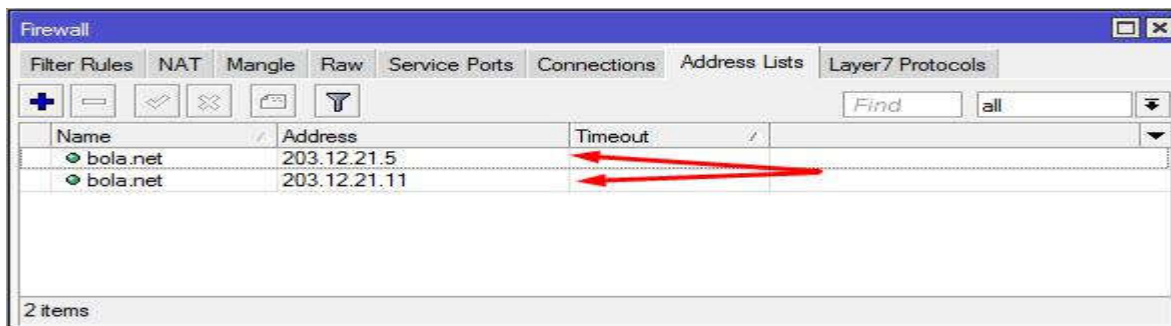 Firewall
Filter Rules NAT Mangle Raw Service Ports Connections Address Lists Layer7 Protocols
Find all
Name Address Timeout
bola.net 203.12.21.5
bola.net 203.12.21.11
2 items